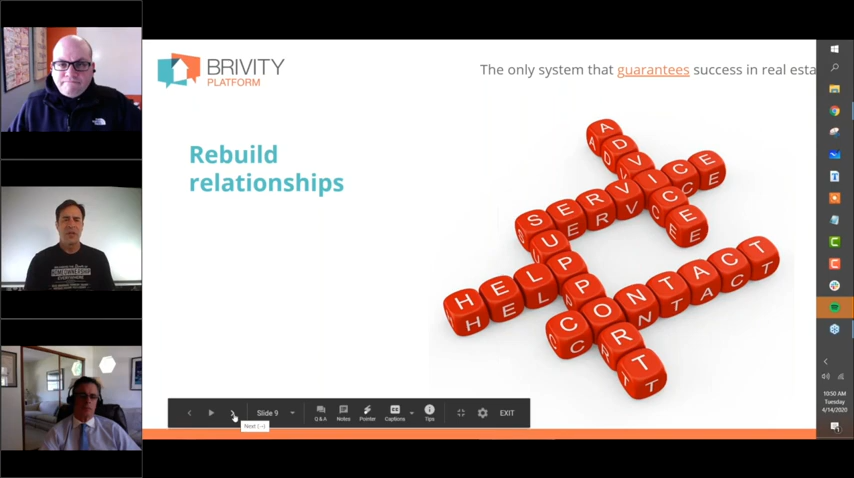 BRIVITY
PLATFORM
The only system that guarantees success in real esta
Rebuild
relationships
ADVICE
SERVICE
SUPPORT
HELP
CONTACT
Slide 9
Q&A
Notes
Pointer
Captions
Tips
EXIT
Next (→)
10:50 AM
Tuesday
4/14/2020